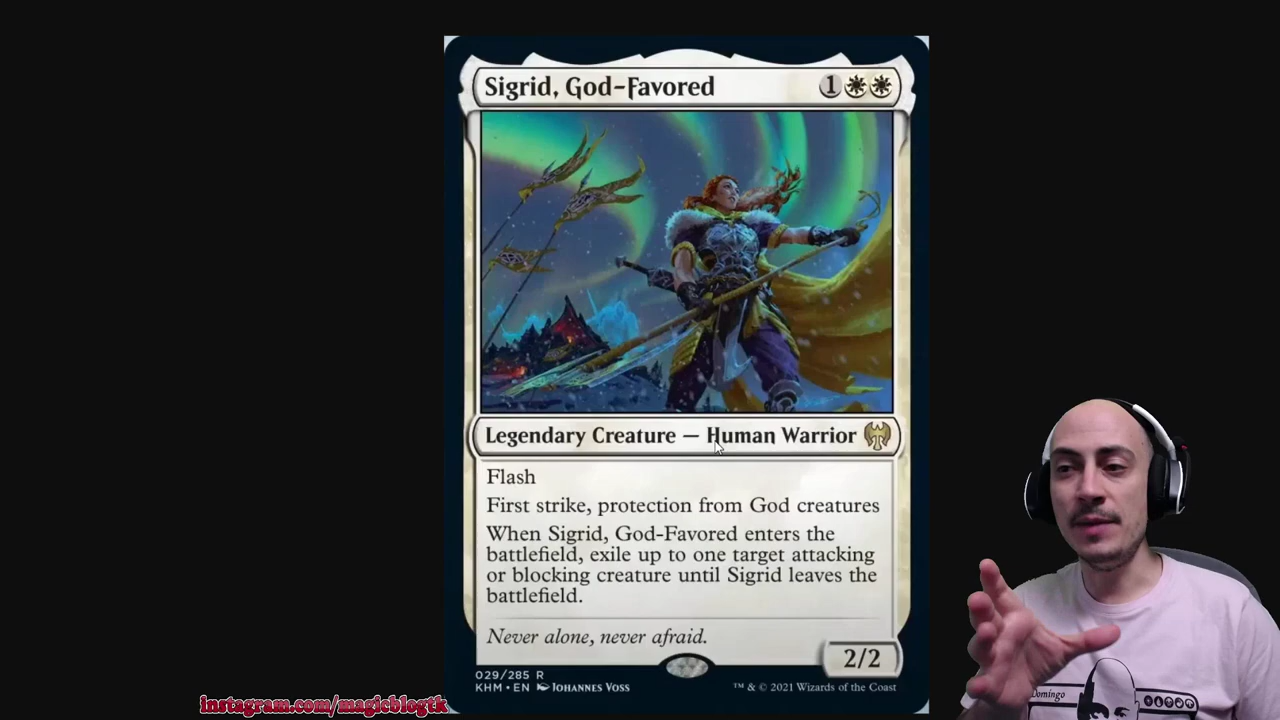 Sigrid, God-Favored 1
Legendary Creature — Human Warrior
Flash
First strike, protection from God creatures
When Sigrid, God-Favored enters the
battlefield, exile up to one target attacking
or blocking creature until Sigrid leaves the
battlefield.
Never alone, never afraid.
2/2
029/285 R
KHM • EN Johannes Voss
™ & © 2021 Wizards of the Coast
instagram.com/magicblogtk
Domingo